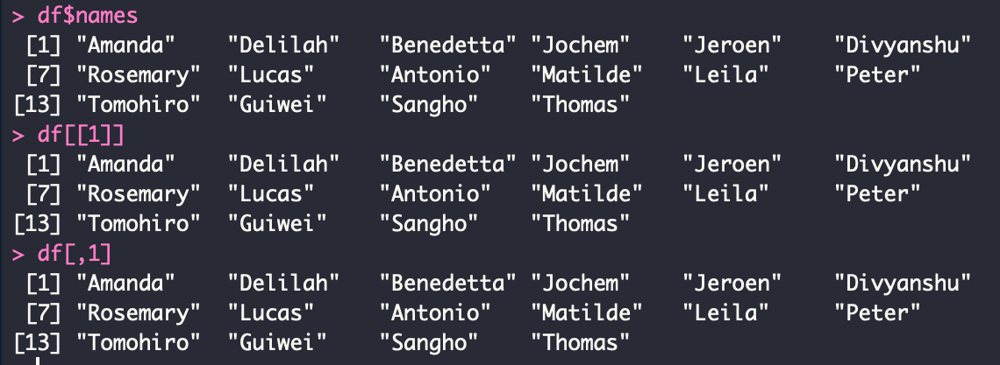 > df$names
[1] "Amanda" "Delilah" "Benedetta" "Jochem" "Jeroen" "Divyanshu"
[7] "Rosemary" "Lucas" "Antonio" "Matilde" "Leila" "Peter"
[13] "Tomohiro" "Guiwei" "Sangho" "Thomas"
> df[[1]]
[1] "Amanda" "Delilah" "Benedetta" "Jochem" "Jeroen" "Divyanshu"
[7] "Rosemary" "Lucas" "Antonio" "Matilde" "Leila" "Peter"
[13] "Tomohiro" "Guiwei" "Sangho" "Thomas"
> df[,1]
[1] "Amanda" "Delilah" "Benedetta" "Jochem" "Jeroen" "Divyanshu"
[7] "Rosemary" "Lucas" "Antonio" "Matilde" "Leila" "Peter"
[13] "Tomohiro" "Guiwei" "Sangho" "Thomas"